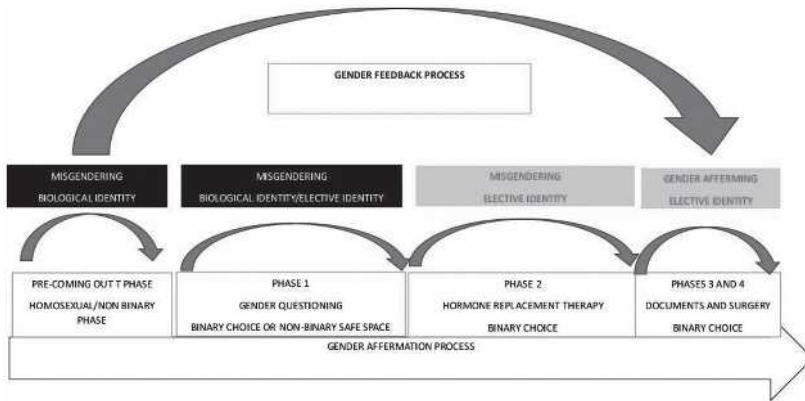 GENDER FEEDBACK PROCESS
MISGENDERING
BIOLOGICAL IDENTITY
MISGENDERING
BIOLOGICAL IDENTITY/ELECTIVE IDENTITY
MISGENDERING
ELECTIVE IDENTITY
GENDER AFFERMING
ELECTIVE IDENTITY
PRE-COMING OUT T PHASE
HOMOSEXUAL/NON BINARY
PHASE
PHASE 1
GENDER QUESTIONING
BINARY CHOICE OR NON-BINARY SAFE SPACE
PHASE 2
HORMONE REPLACEMENT THERAPY
BINARY CHOICE
PHASES 3 AND 4
DOCUMENTS AND SURGERY
BINARY CHOICE
GENDER AFFERMATION PROCESS